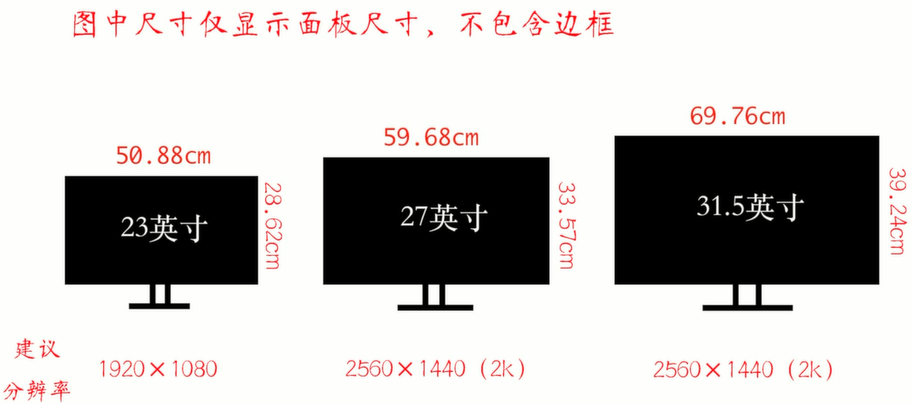 图中尺寸仅显示面板尺寸，不包含边框
50.88cm
28.62cm
23英寸
59.68cm
33.57cm
27英寸
69.76cm
39.24cm
31.5英寸
建议
分辨率
1920×1080
2560×1440（2k）
2560×1440（2k）